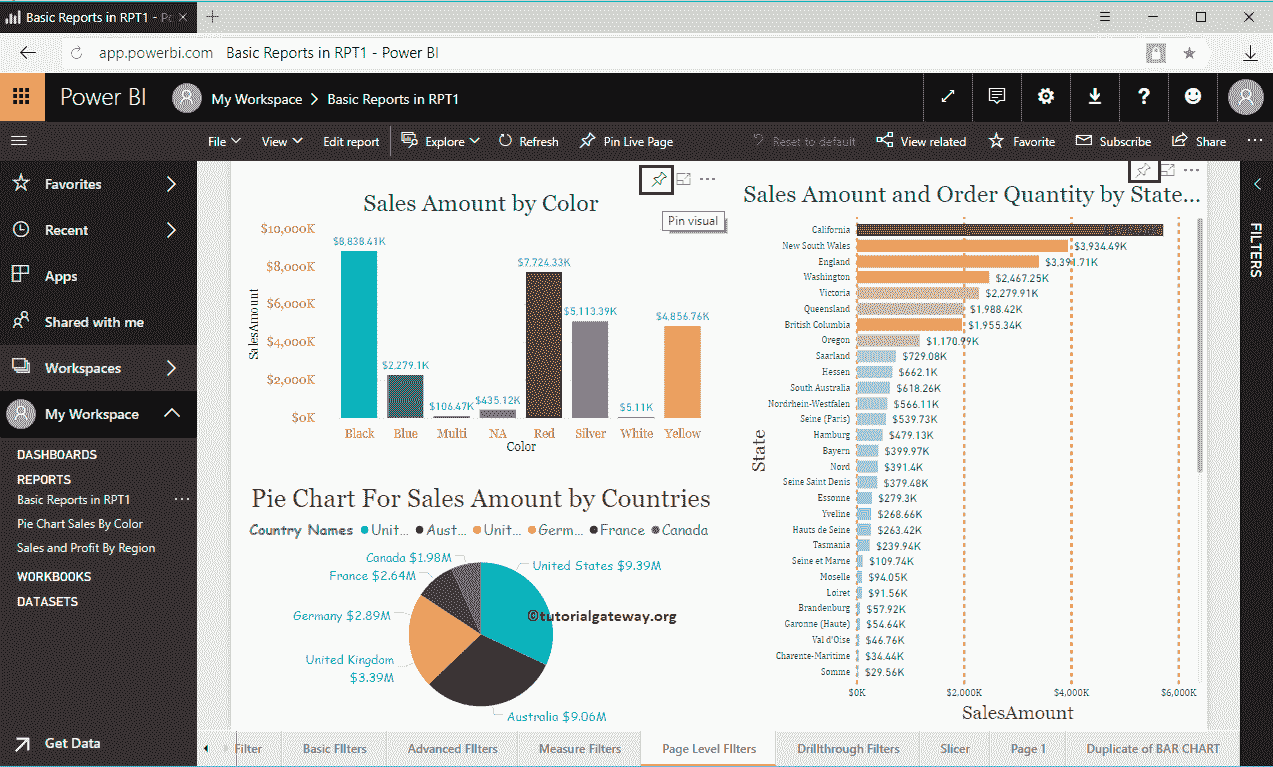 Basic Reports in RPT1 - Po
app.powerbi.com Basic Reports in RPT1 - Power BI
Power BI My Workspace > Basic Reports in RPT1
File View Edit report Explore Refresh Pin Live Page Reset to default View related Favorite Subscribe Share
Favorites
Recent
Apps
Shared with me
Workspaces
My Workspace
DASHBOARDS
REPORTS
Basic Reports in RPT1
Pie Chart Sales By Color
Sales and Profit By Region
WORKBOOKS
DATASETS
Get Data
Pin visual
Sales Amount by Color
SalesAmount
$10,000K
$8,000K
$6,000K
$4,000K
$2,000K
$0K
$8,838.41K
$2,279.1K
$106.47K
$435.12K
$7,724.33K
$5,113.39K
$5.11K
$4,856.76K
Black Blue Multi NA Red Silver White Yellow
Color
Pie Chart For Sales Amount by Countries
Country Names Unit... Aust... Unit... Germ... France Canada
Canada $1.98M
France $2.64M
Germany $2.89M
United Kingdom
$3.39M
United States $9.39M
Australia $9.06M
©tutorialgateway.org
Sales Amount and Order Quantity by State...
State
California
New South Wales $3,934.49K
England $3,391.71K
Washington $2,467.25K
Victoria $2,279.91K
Queensland $1,988.42K
British Columbia $1,955.34K
Oregon $1,170.99K
Saarland $729.08K
Hessen $662.1K
South Australia $618.26K
Nordrhein-Westfalen $566.11K
Seine (Paris) $539.73K
Hamburg $479.13K
Bayern $399.97K
Nord $391.4K
Seine Saint Denis $379.48K
Essonne $279.3K
Yveline $268.66K
Hauts de Seine $263.42K
Tasmania $239.94K
Seine et Marne $109.74K
Moselle $94.05K
Loiret $91.56K
Brandenburg $57.92K
Garonne (Haute) $54.64K
Val d'Oise $46.76K
Charente-Maritime $34.44K
Somme $29.56K
$0K $2,000K $4,000K $6,000K
SalesAmount
FILTERS
Filter Basic FIlters Advanced FIlters Measure Filters Page Level FIlters Drillthrough Filters Slicer Page 1 Duplicate of BAR CHART